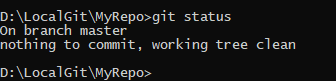 D:\LocalGit\MyRepo>git status
On branch master
nothing to commit, working tree clean
D:\LocalGit\MyRepo>